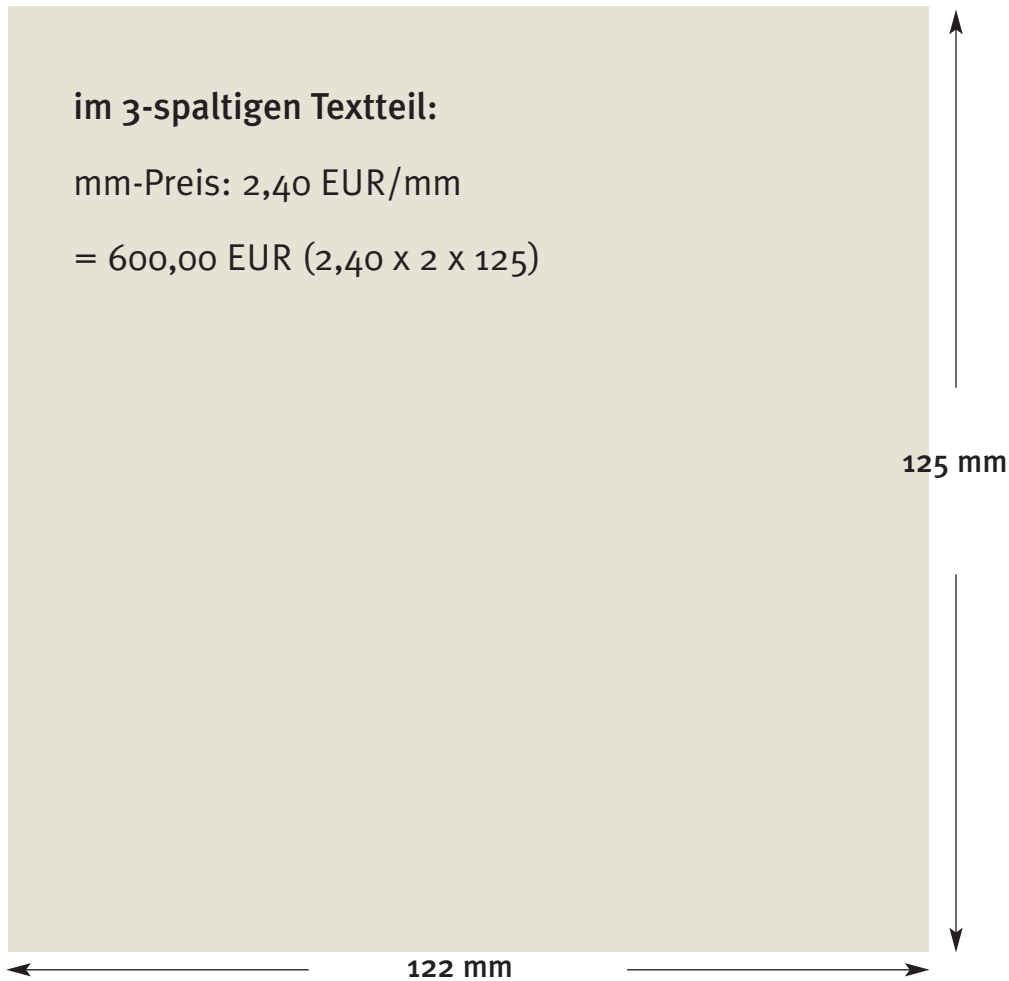 im 3-spaltigen Textteil:
mm-Preis: 2,40 EUR/mm
= 600,00 EUR (2,40 x 2 x 125)
125 mm
122 mm